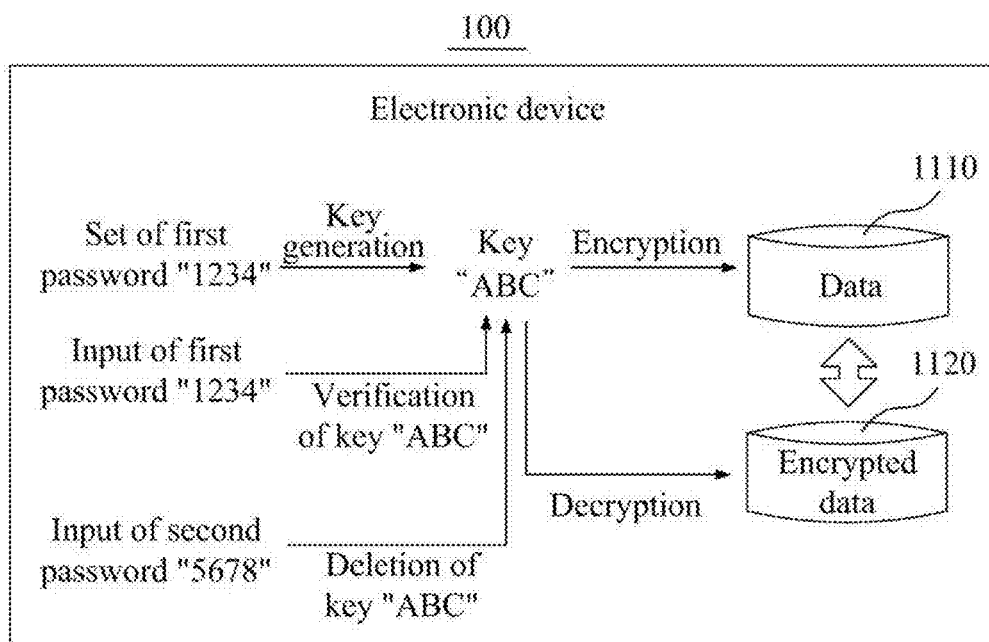 100
Electronic device
1110
Set of first
password "1234"
Key
generation
Key
"ABC"
Encryption
Data
Input of first
password "1234"
Verification
of key "ABC"
1120
Encrypted
data
Decryption
Input of second
password "5678"
Deletion of
key "ABC"